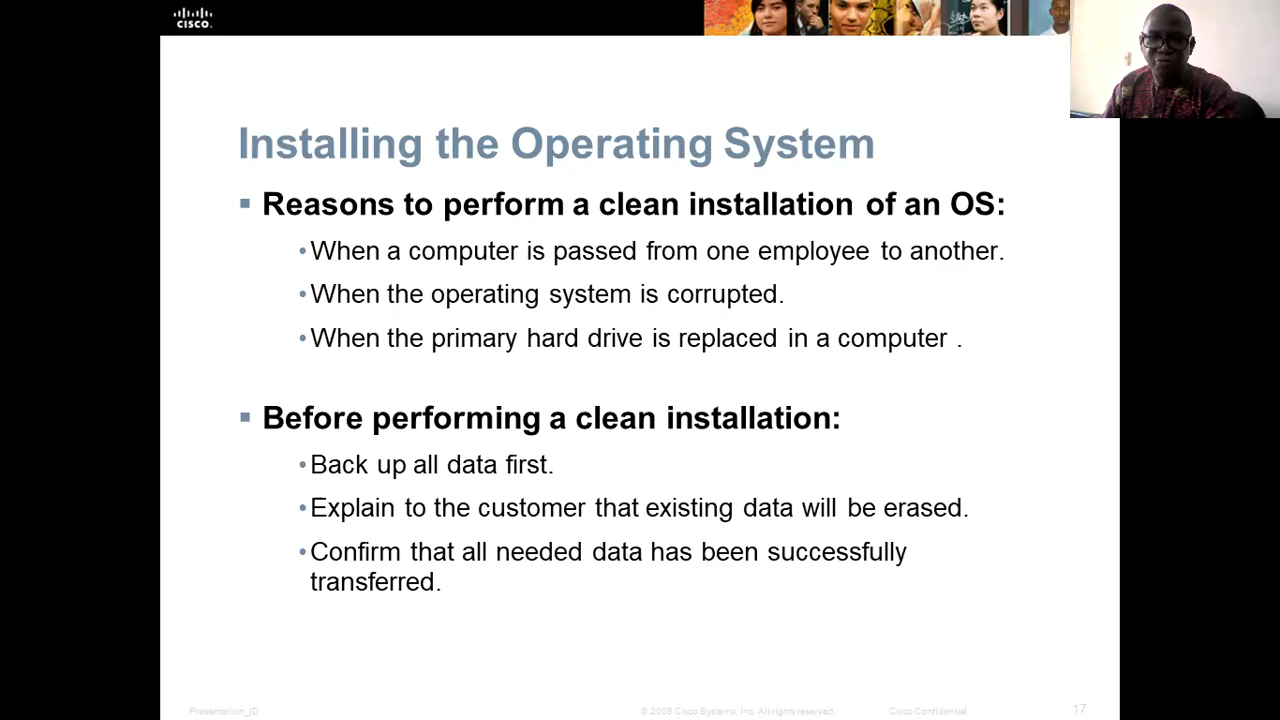 CISCO.
Installing the Operating System
▪ Reasons to perform a clean installation of an OS:
•When a computer is passed from one employee to another.
•When the operating system is corrupted.
•When the primary hard drive is replaced in a computer .
▪ Before performing a clean installation:
•Back up all data first.
•Explain to the customer that existing data will be erased.
•Confirm that all needed data has been successfully
transferred.
Presentation_ID © 2008 Cisco Systems, Inc. All rights reserved. Cisco Confidential 17